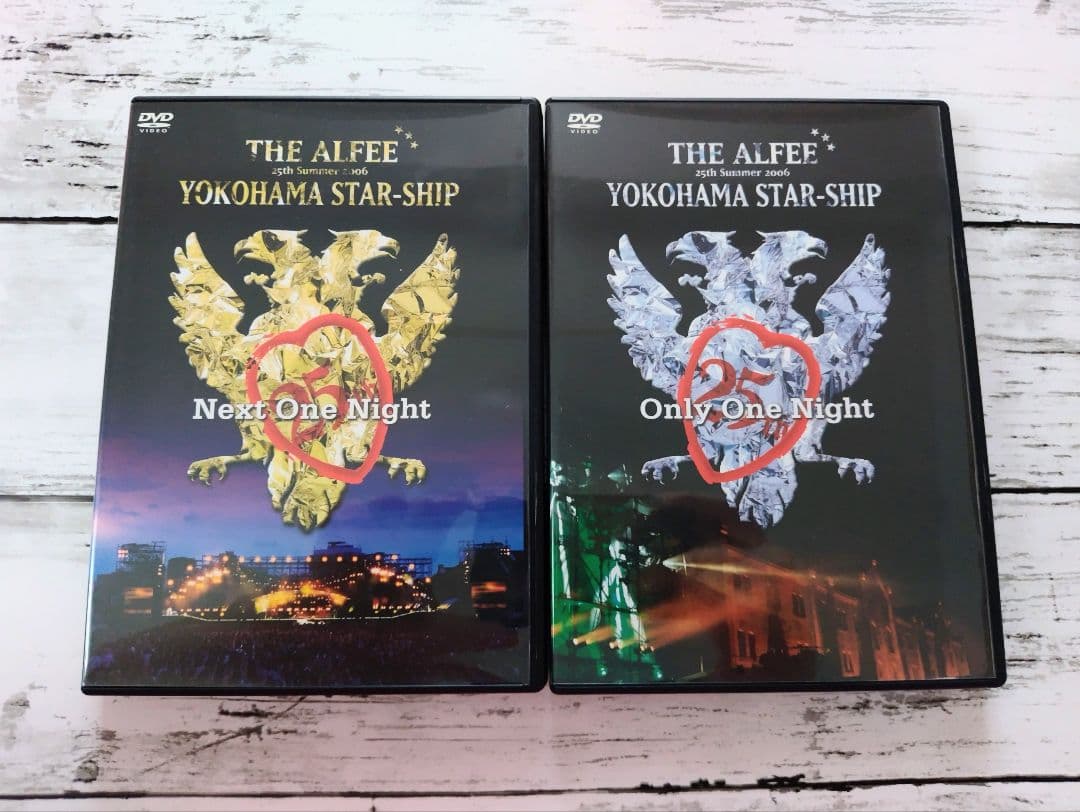 DVD
VIDEO
THE ALFEE
25th Summer 2006
YOKOHAMA STAR-SHIP
25th
Next One Night
DVD
VIDEO
THE ALFEE
25th Summer 2006
YOKOHAMA STAR-SHIP
25th
Only One Night